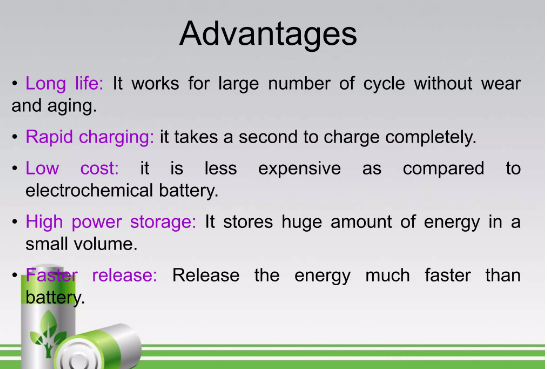 Advantages
• Long life: It works for large number of cycle without wear
and aging.
• Rapid charging: it takes a second to charge completely.
• Low cost: it is less expensive as compared to
electrochemical battery.
• High power storage: It stores huge amount of energy in a
small volume.
• Faster release: Release the energy much faster than
battery.